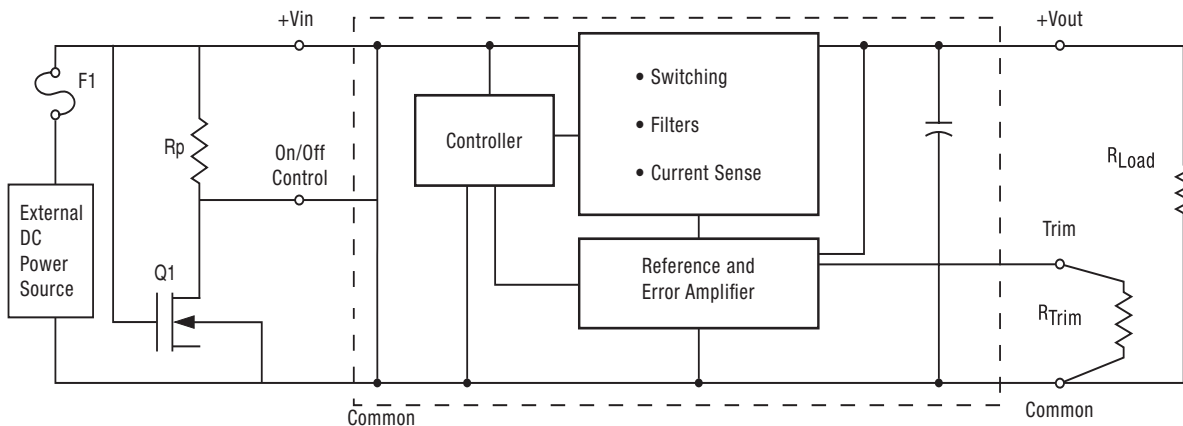 +Vin
+Vout
F1
• Switching
• Filters
• Current Sense
Controller
Rp
On/Off
Control
RLoad
External
DC
Power
Source
Q1
Reference and
Error Amplifier
Trim
RTrim
Common
Common